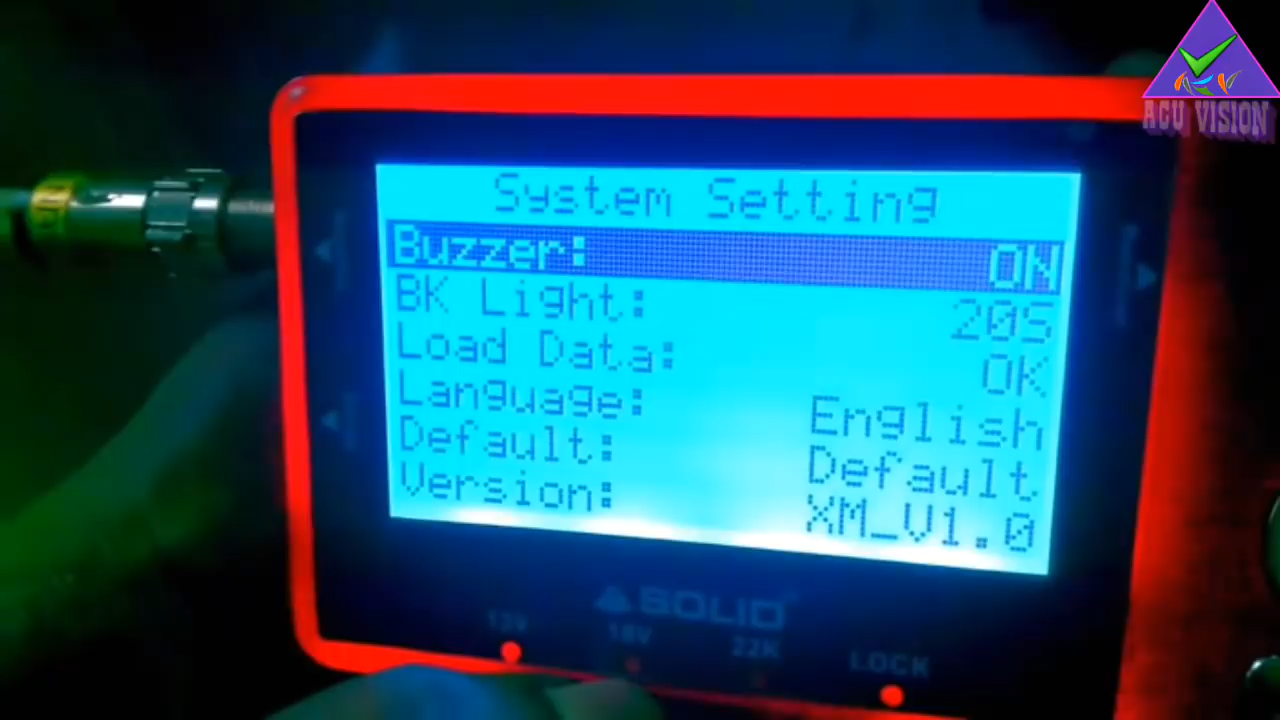 ACU VISION
System Setting
Buzzer: ON
BK Light: 20S
Load Data: OK
Language: English
Default: Default
Version: XM_V1.0
SOLID
13V 18V 22K LOCK